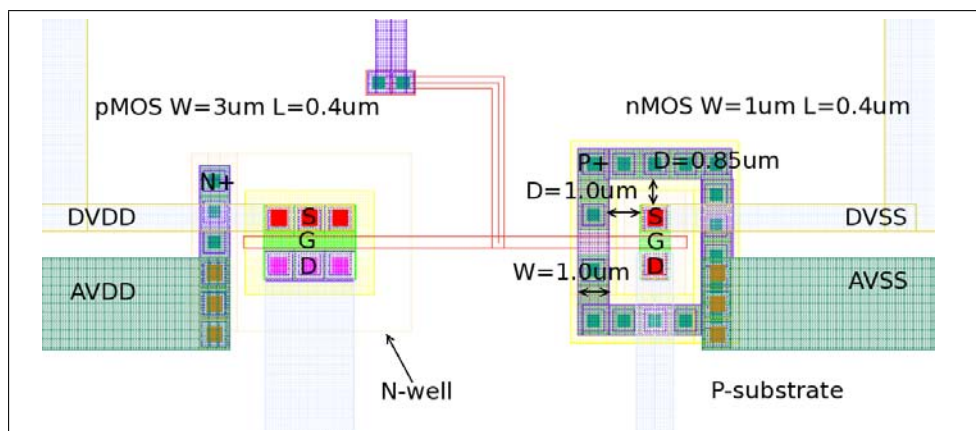 pMOS W=3um L=0.4um
nMOS W=1um L=0.4um
P+
D=0.85um
N+
D=1.0um
DVDD
S
S
DVSS
G
G
D
D
W=1.0um
AVDD
AVSS
N-well
P-substrate